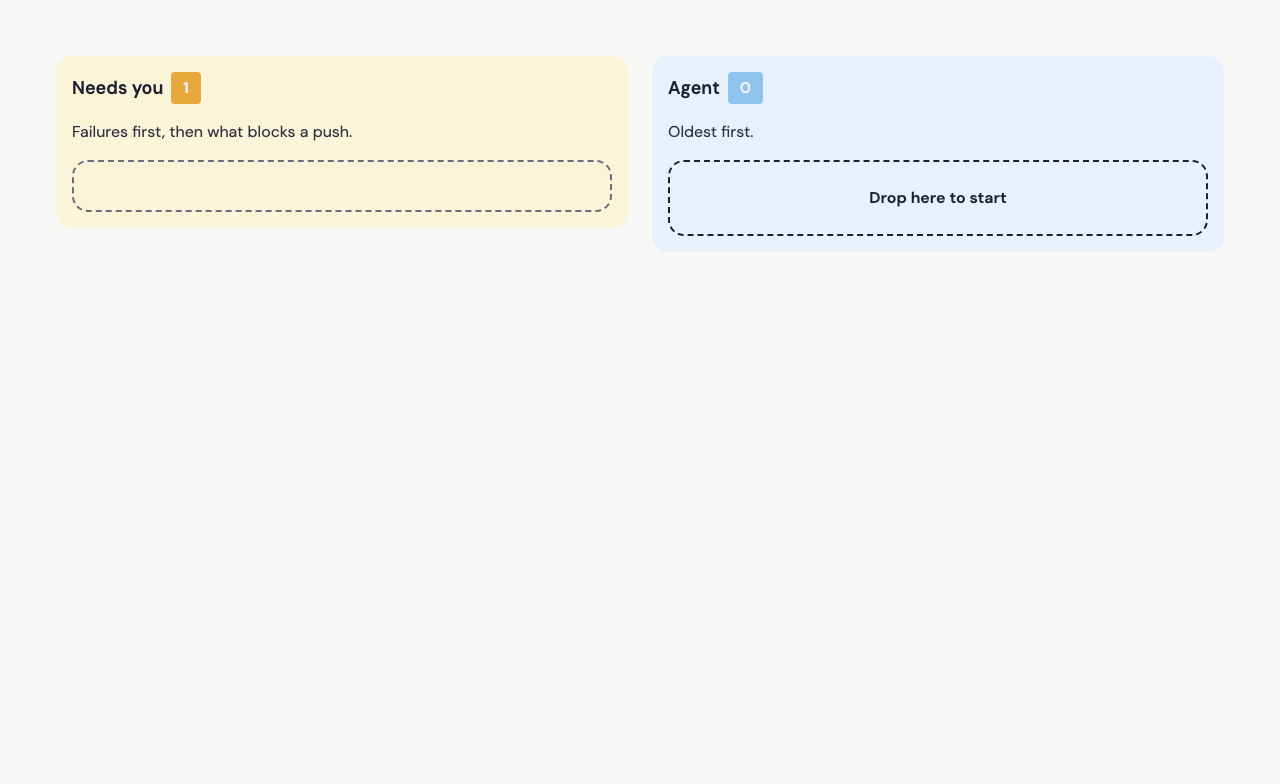 Needs you 1
Failures first, then what blocks a push.
Agent 0
Oldest first.
Drop here to start